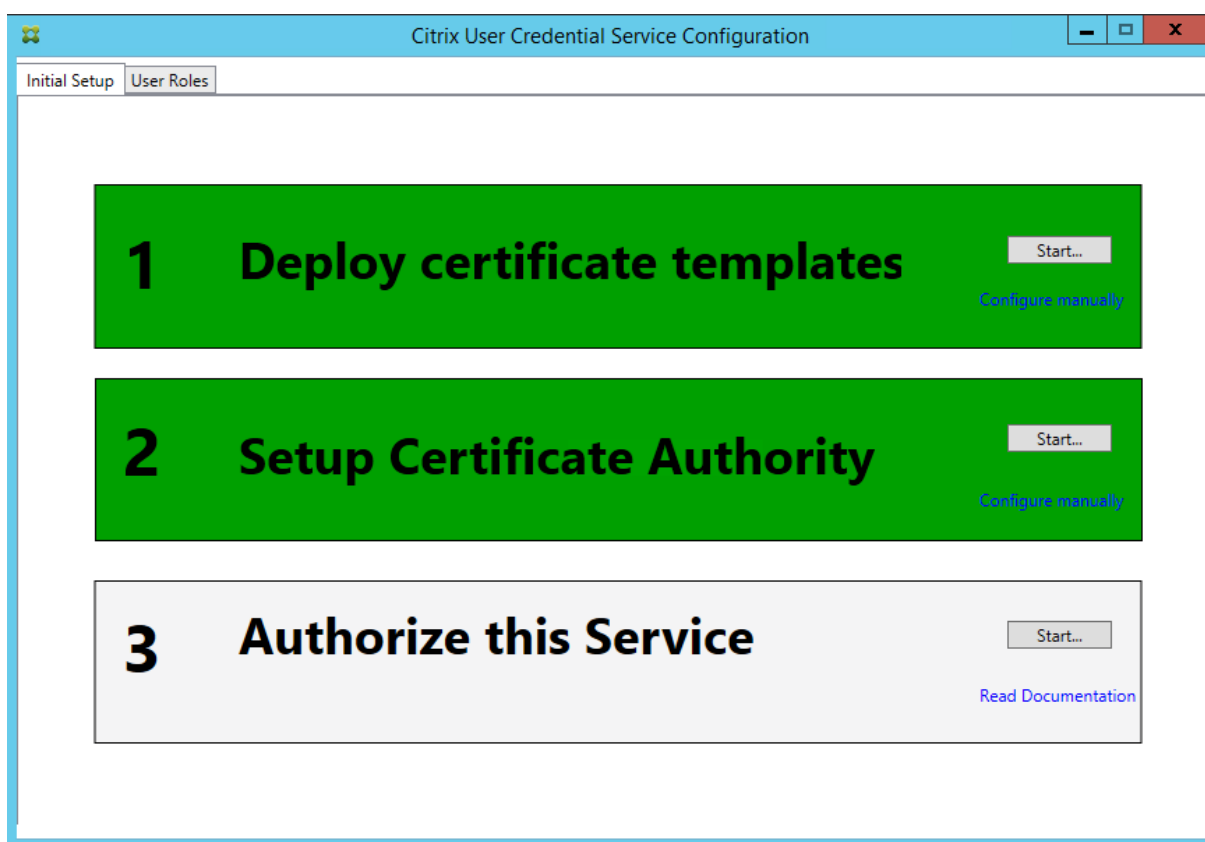 Citrix User Credential Service Configuration
Initial Setup User Roles
1 Deploy certificate templates Start...
Configure manually
2 Setup Certificate Authority Start...
Configure manually
3 Authorize this Service Start...
Read Documentation